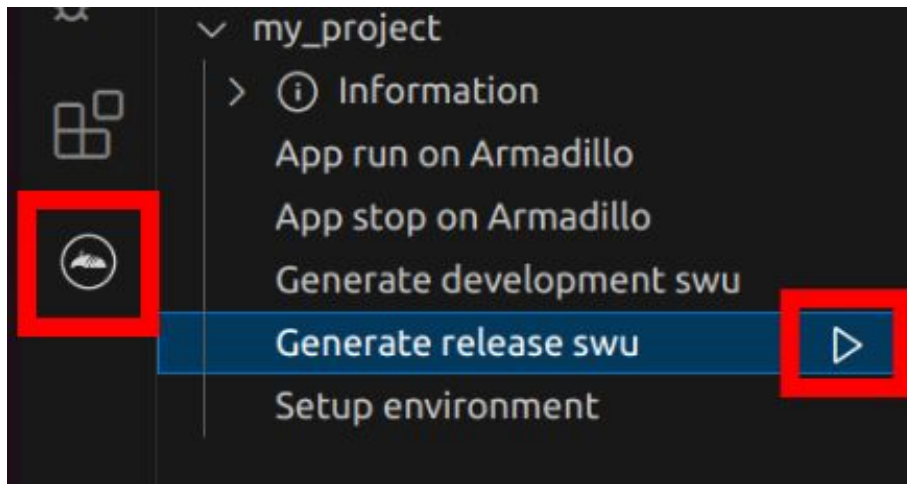 my_project
Information
App run on Armadillo
App stop on Armadillo
Generate development swu
Generate release swu
Setup environment